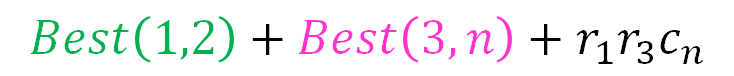 Best(1,2) + Best(3, n) + r₁r₃cₙ